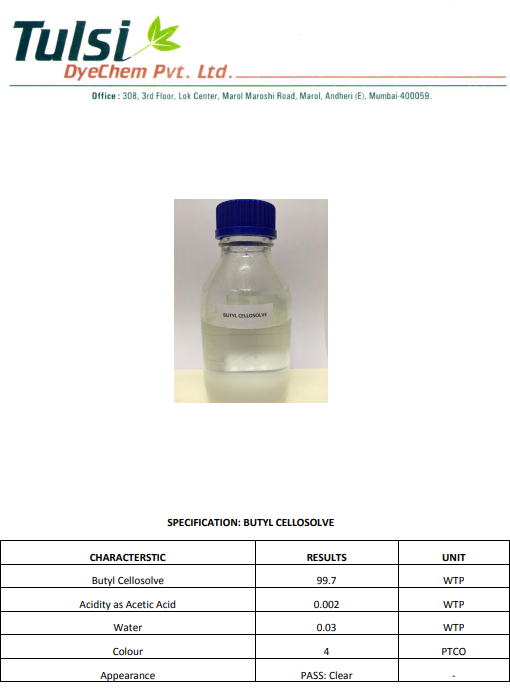 Tulsi
DyeChem Pvt. Ltd.
Office : 308, 3rd Floor, Lok Center, Marol Maroshi Road, Marol, Andheri (E), Mumbai-400059.
BUTYL CELLOSOLVE
SPECIFICATION: BUTYL CELLOSOLVE
CHARACTERSTIC RESULTS UNIT
Butyl Cellosolve 99.7 WTP
Acidity as Acetic Acid 0.002 WTP
Water 0.03 WTP
Colour 4 PTCO
Appearance PASS: Clear -